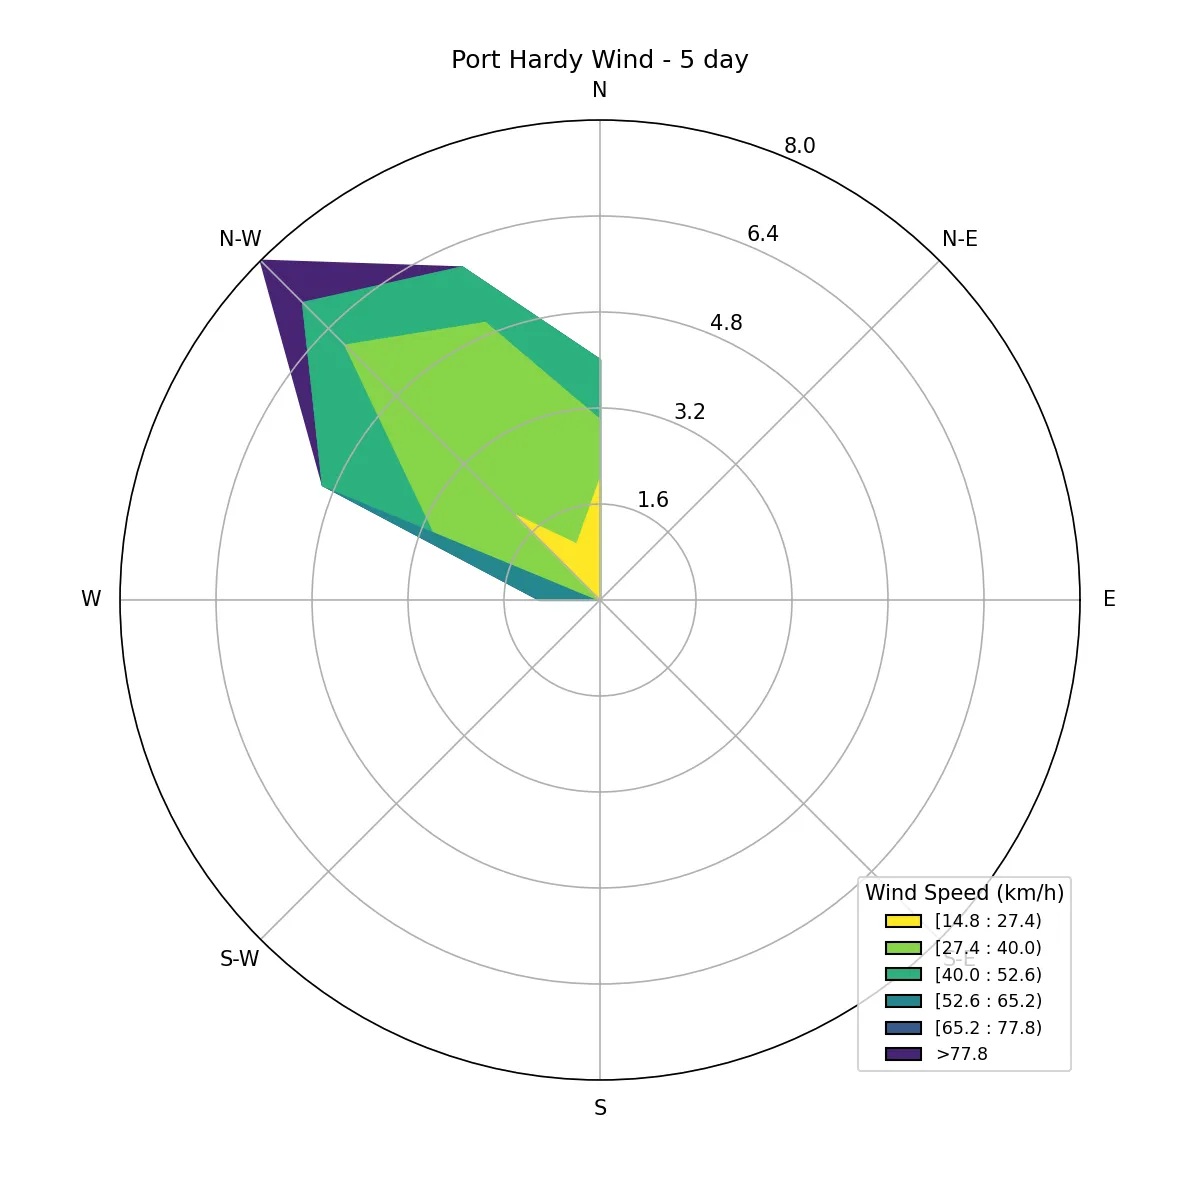 Port Hardy Wind - 5 day
N
8.0
N-W
6.4
N-E
4.8
3.2
1.6
W
E
S-W
S-E
S
Wind Speed (km/h)
[14.8 : 27.4)
[27.4 : 40.0)
[40.0 : 52.6)
[52.6 : 65.2)
[65.2 : 77.8)
>77.8